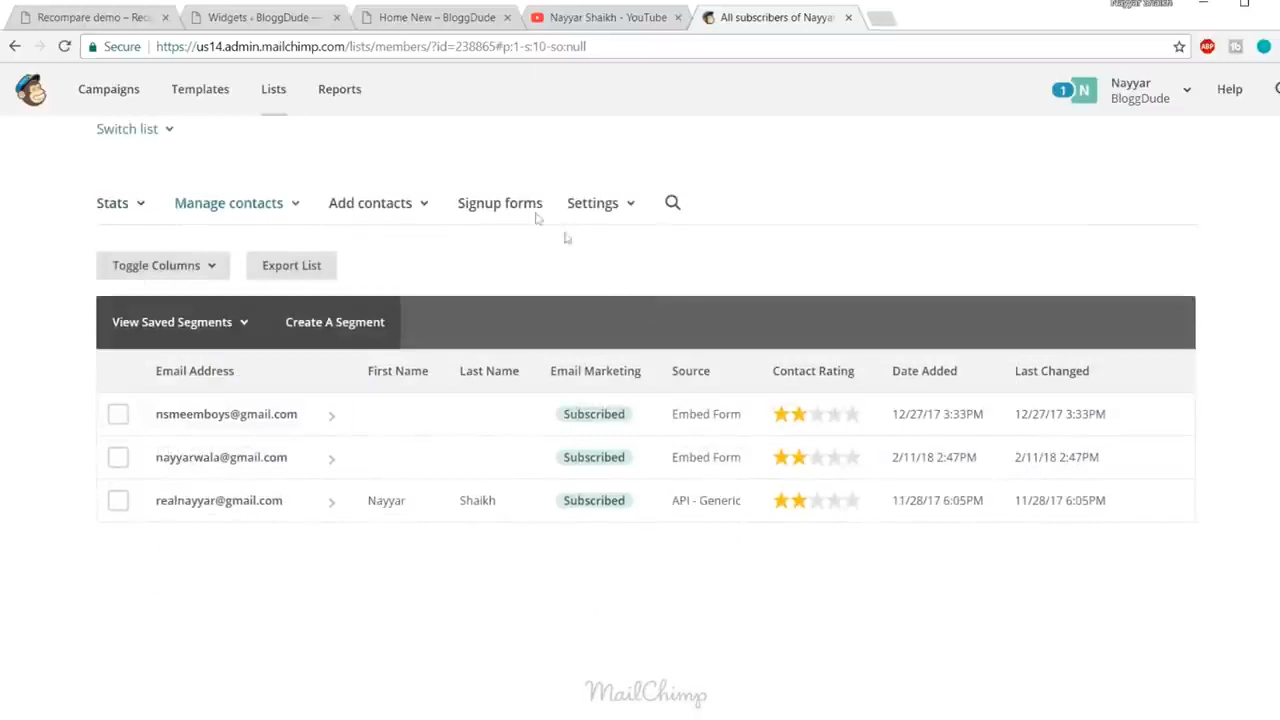 Recompare demo – Rec
Widgets ‹ BloggDude —
Home New – BloggDude
Nayyar Shaikh - YouTube
All subscribers of Nayya
Nayyar Shaikh
Secure
https://us14.admin.mailchimp.com/lists/members/?id=238865#p:1-s:10-so:null
ABP
Campaigns
Templates
Lists
Reports
1
N
Nayyar
BloggDude
Help
Switch list
Stats
Manage contacts
Add contacts
Signup forms
Settings
Toggle Columns
Export List
View Saved Segments
Create A Segment
Email Address First Name Last Name Email Marketing Source Contact Rating Date Added Last Changed
nsmeemboys@gmail.com Subscribed Embed Form 12/27/17 3:33PM 12/27/17 3:33PM
nayyarwala@gmail.com Subscribed Embed Form 2/11/18 2:47PM 2/11/18 2:47PM
realnayyar@gmail.com Nayyar Shaikh Subscribed API - Generic 11/28/17 6:05PM 11/28/17 6:05PM
MailChimp